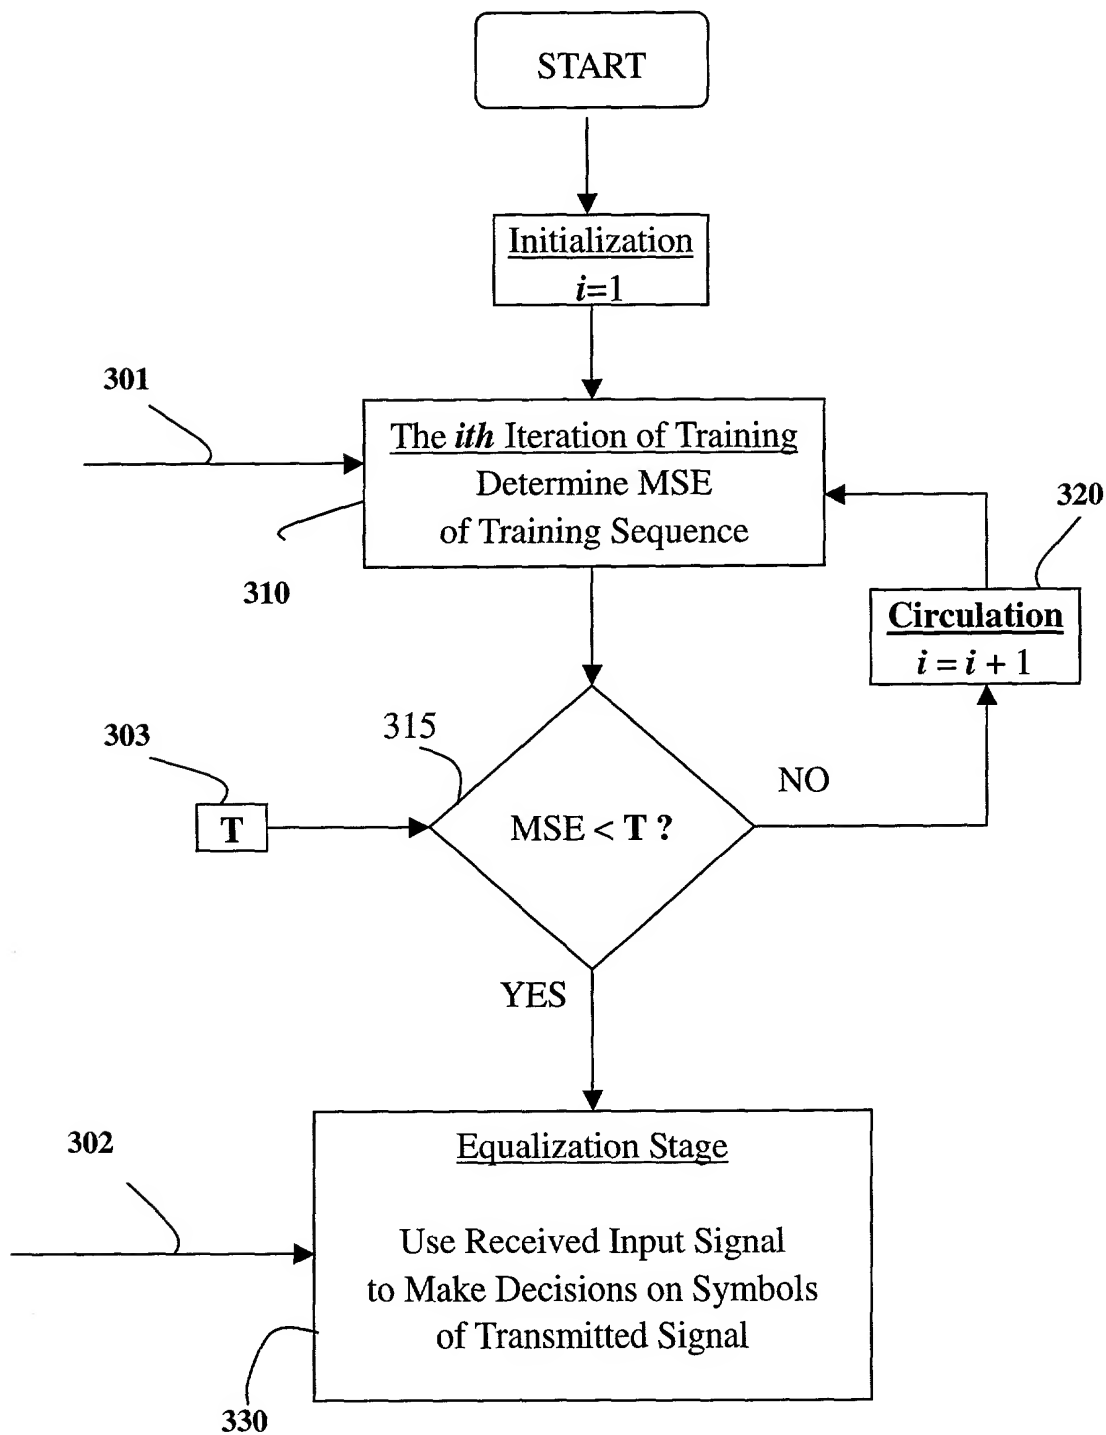 START
Initialization
i=1
301
The ith Iteration of Training
Determine MSE
of Training Sequence
310
320
Circulation
i = i + 1
303
T
315
MSE < T ?
NO
YES
302
Equalization Stage
Use Received Input Signal
to Make Decisions on Symbols
of Transmitted Signal
330